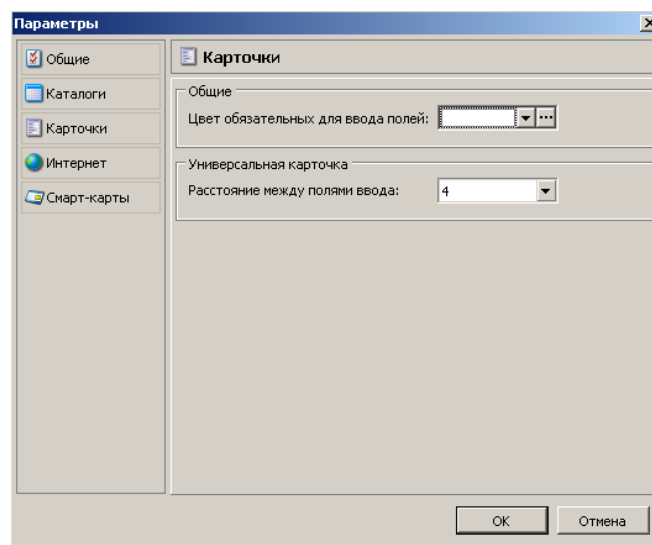 Параметры
Общие
Каталоги
Карточки
Интернет
Смарт-карты
Карточки
Общие
Цвет обязательных для ввода полей:
Универсальная карточка
Расстояние между полями ввода: 4
OK Отмена